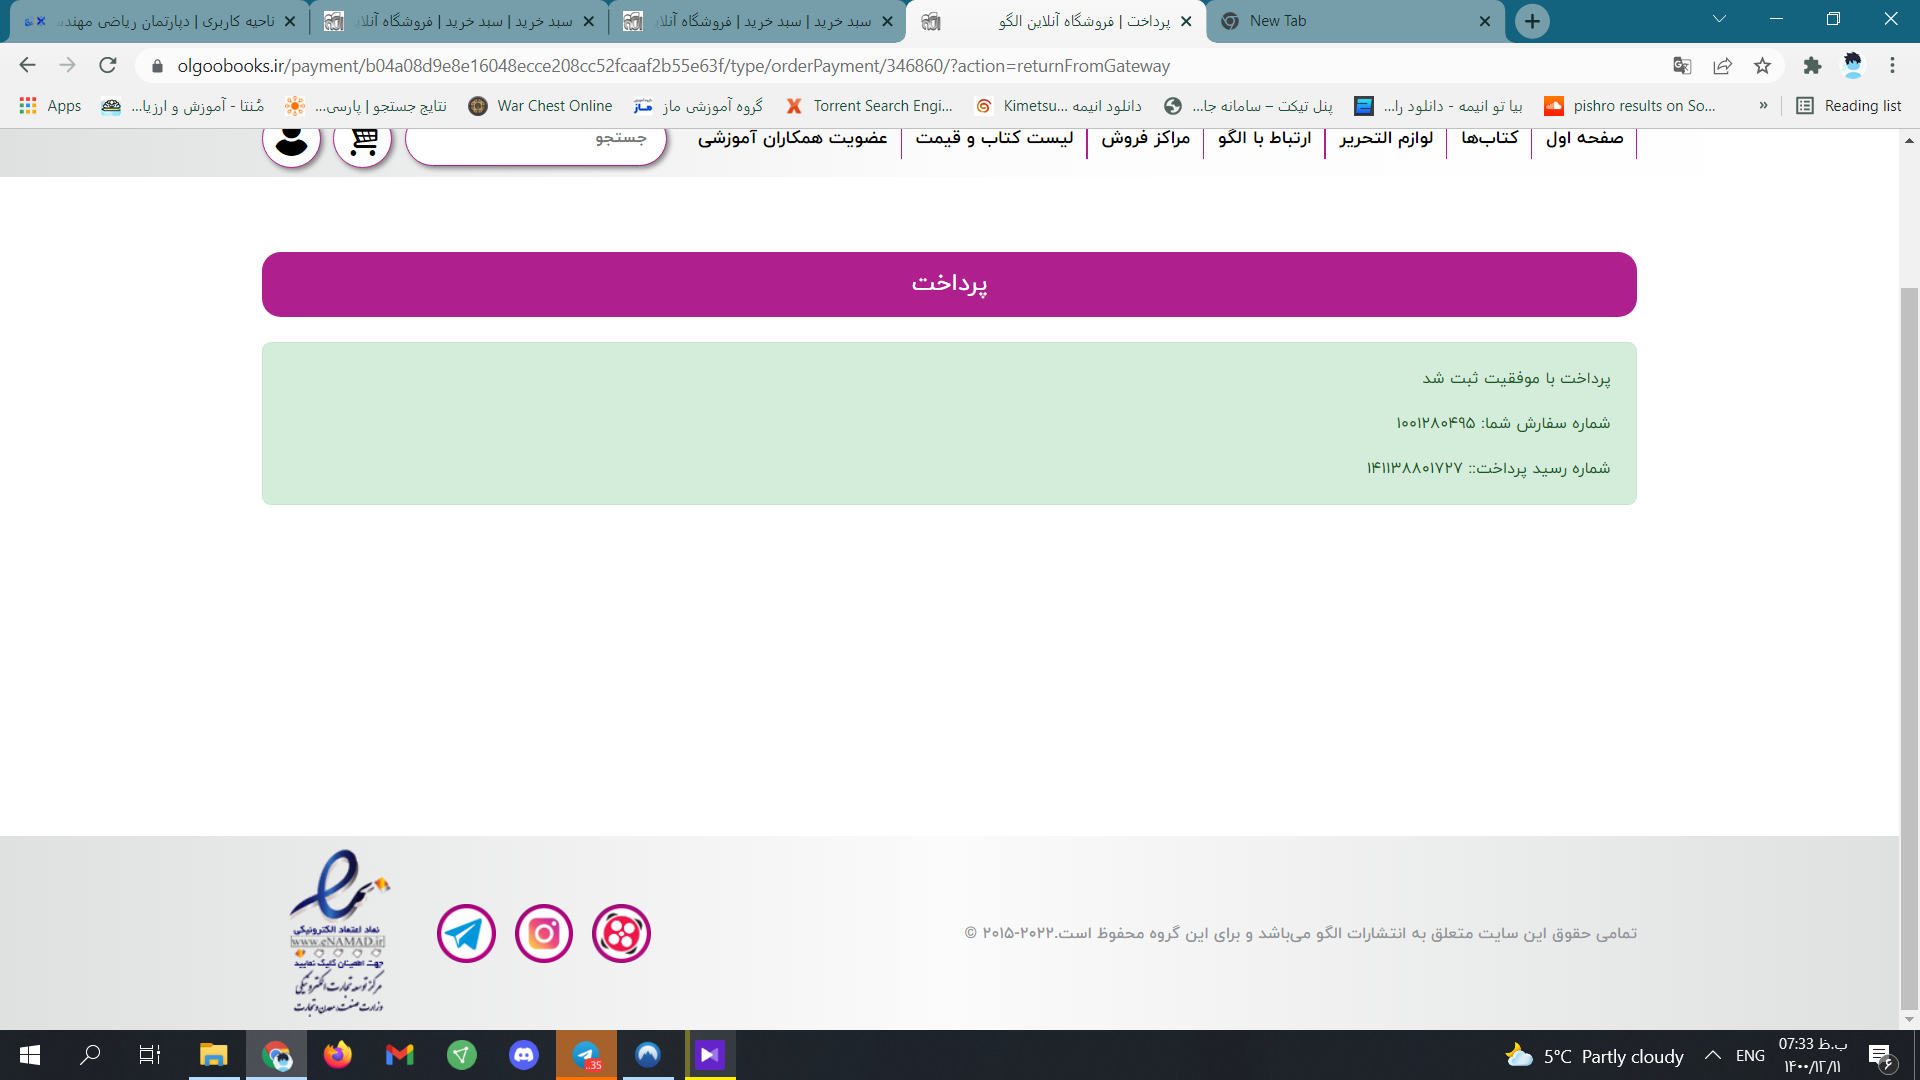 ناحیه کاربری | دپارتمان ریاضی مهندس
سبد خرید | سبد خرید | فروشگاه آنلای
سبد خرید | سبد خرید | فروشگاه آنلای
پرداخت | فروشگاه آنلاین الگو
New Tab
olgoobooks.ir/payment/b04a08d9e8e16048ecce208cc52fcaaf2b55e63f/type/orderPayment/346860/?action=returnFromGateway
Apps
مُنتا - آموزش و ارزیا...
نتایج جستجو | پارسی...
War Chest Online
گروه آموزشی ماز
Torrent Search Engi...
دانلود انیمه Kimetsu...
پنل تیکت – سامانه جا...
بیا تو انیمه - دانلود را...
pishro results on So...
»
Reading list
صفحه اول
کتاب‌ها
لوازم التحریر
ارتباط با الگو
مراکز فروش
لیست کتاب و قیمت
عضویت همکاران آموزشی
جستجو
پرداخت
پرداخت با موفقیت ثبت شد
شماره سفارش شما: ۱۰۰۱۲۸۰۴۹۵
شماره رسید پرداخت:: ۱۴۱۱۳۸۸۰۱۷۲۷
تمامی حقوق این سایت متعلق به انتشارات الگو می‌باشد و برای این گروه محفوظ است.۲۰۲۲-۲۰۱۵ ©
نماد اعتماد الکترونیکی
www.eNAMAD.ir
جهت اطمینان کلیک نمایید
مرکز توسعه تجارت الکترونیکی
وزارت صنعت، معدن و تجارت
..35
5°C Partly cloudy
ENG
07:33 ب.ظ
۱۴۰۰/۱۲/۱۱
۶